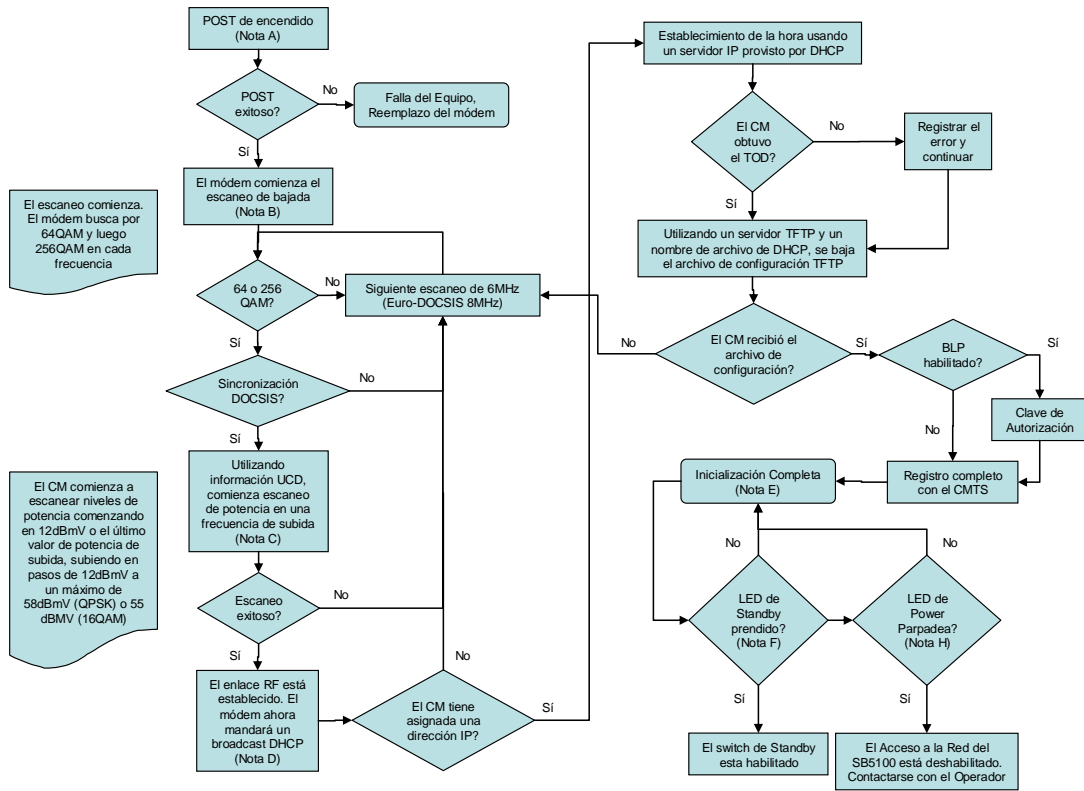 POST de encendido
(Nota A)
POST
exitoso?
No
Falla del Equipo,
Reemplazo del módem
Sí
El módem comienza el
escaneo de bajada
(Nota B)
El escaneo comienza.
El módem busca por
64QAM y luego
256QAM en cada
frecuencia
64 o 256
QAM?
No
Siguiente escaneo de 6MHz
(Euro-DOCSIS 8MHz)
Sí
Sincronización
DOCSIS?
No
Sí
Utilizando
información UCD,
comienza escaneo
de potencia en una
frecuencia de subida
(Nota C)
El CM comienza a
escanear niveles de
potencia comenzando
en 12dBmV o el último
valor de potencia de
subida, subiendo en
pasos de 12dBmV a
un máximo de
58dBmV (QPSK) o 55
dBMV (16QAM)
Escaneo
exitoso?
No
Sí
El enlace RF está
establecido. El
módem ahora
mandará un
broadcast DHCP
(Nota D)
No
El CM tiene
asignada una
dirección IP?
Sí
Establecimiento de la hora usando
un servidor IP provisto por DHCP
El CM
obtuvo
el TOD?
No
Registrar el
error y
continuar
Sí
Utilizando un servidor TFTP y un
nombre de archivo de DHCP, se baja
el archivo de configuración TFTP
No
El CM recibió el
archivo de
configuración?
Sí
BLP
habilitado?
Sí
Clave de
Autorización
No
Registro completo
con el CMTS
Inicialización Completa
(Nota E)
No
No
LED de
Standby
prendido?
(Nota F)
LED de
Power
Parpadea?
(Nota H)
Sí
Sí
El switch de Standby
esta habilitado
El Acceso a la Red del
SB5100 está deshabilitado.
Contactarse con el Operador